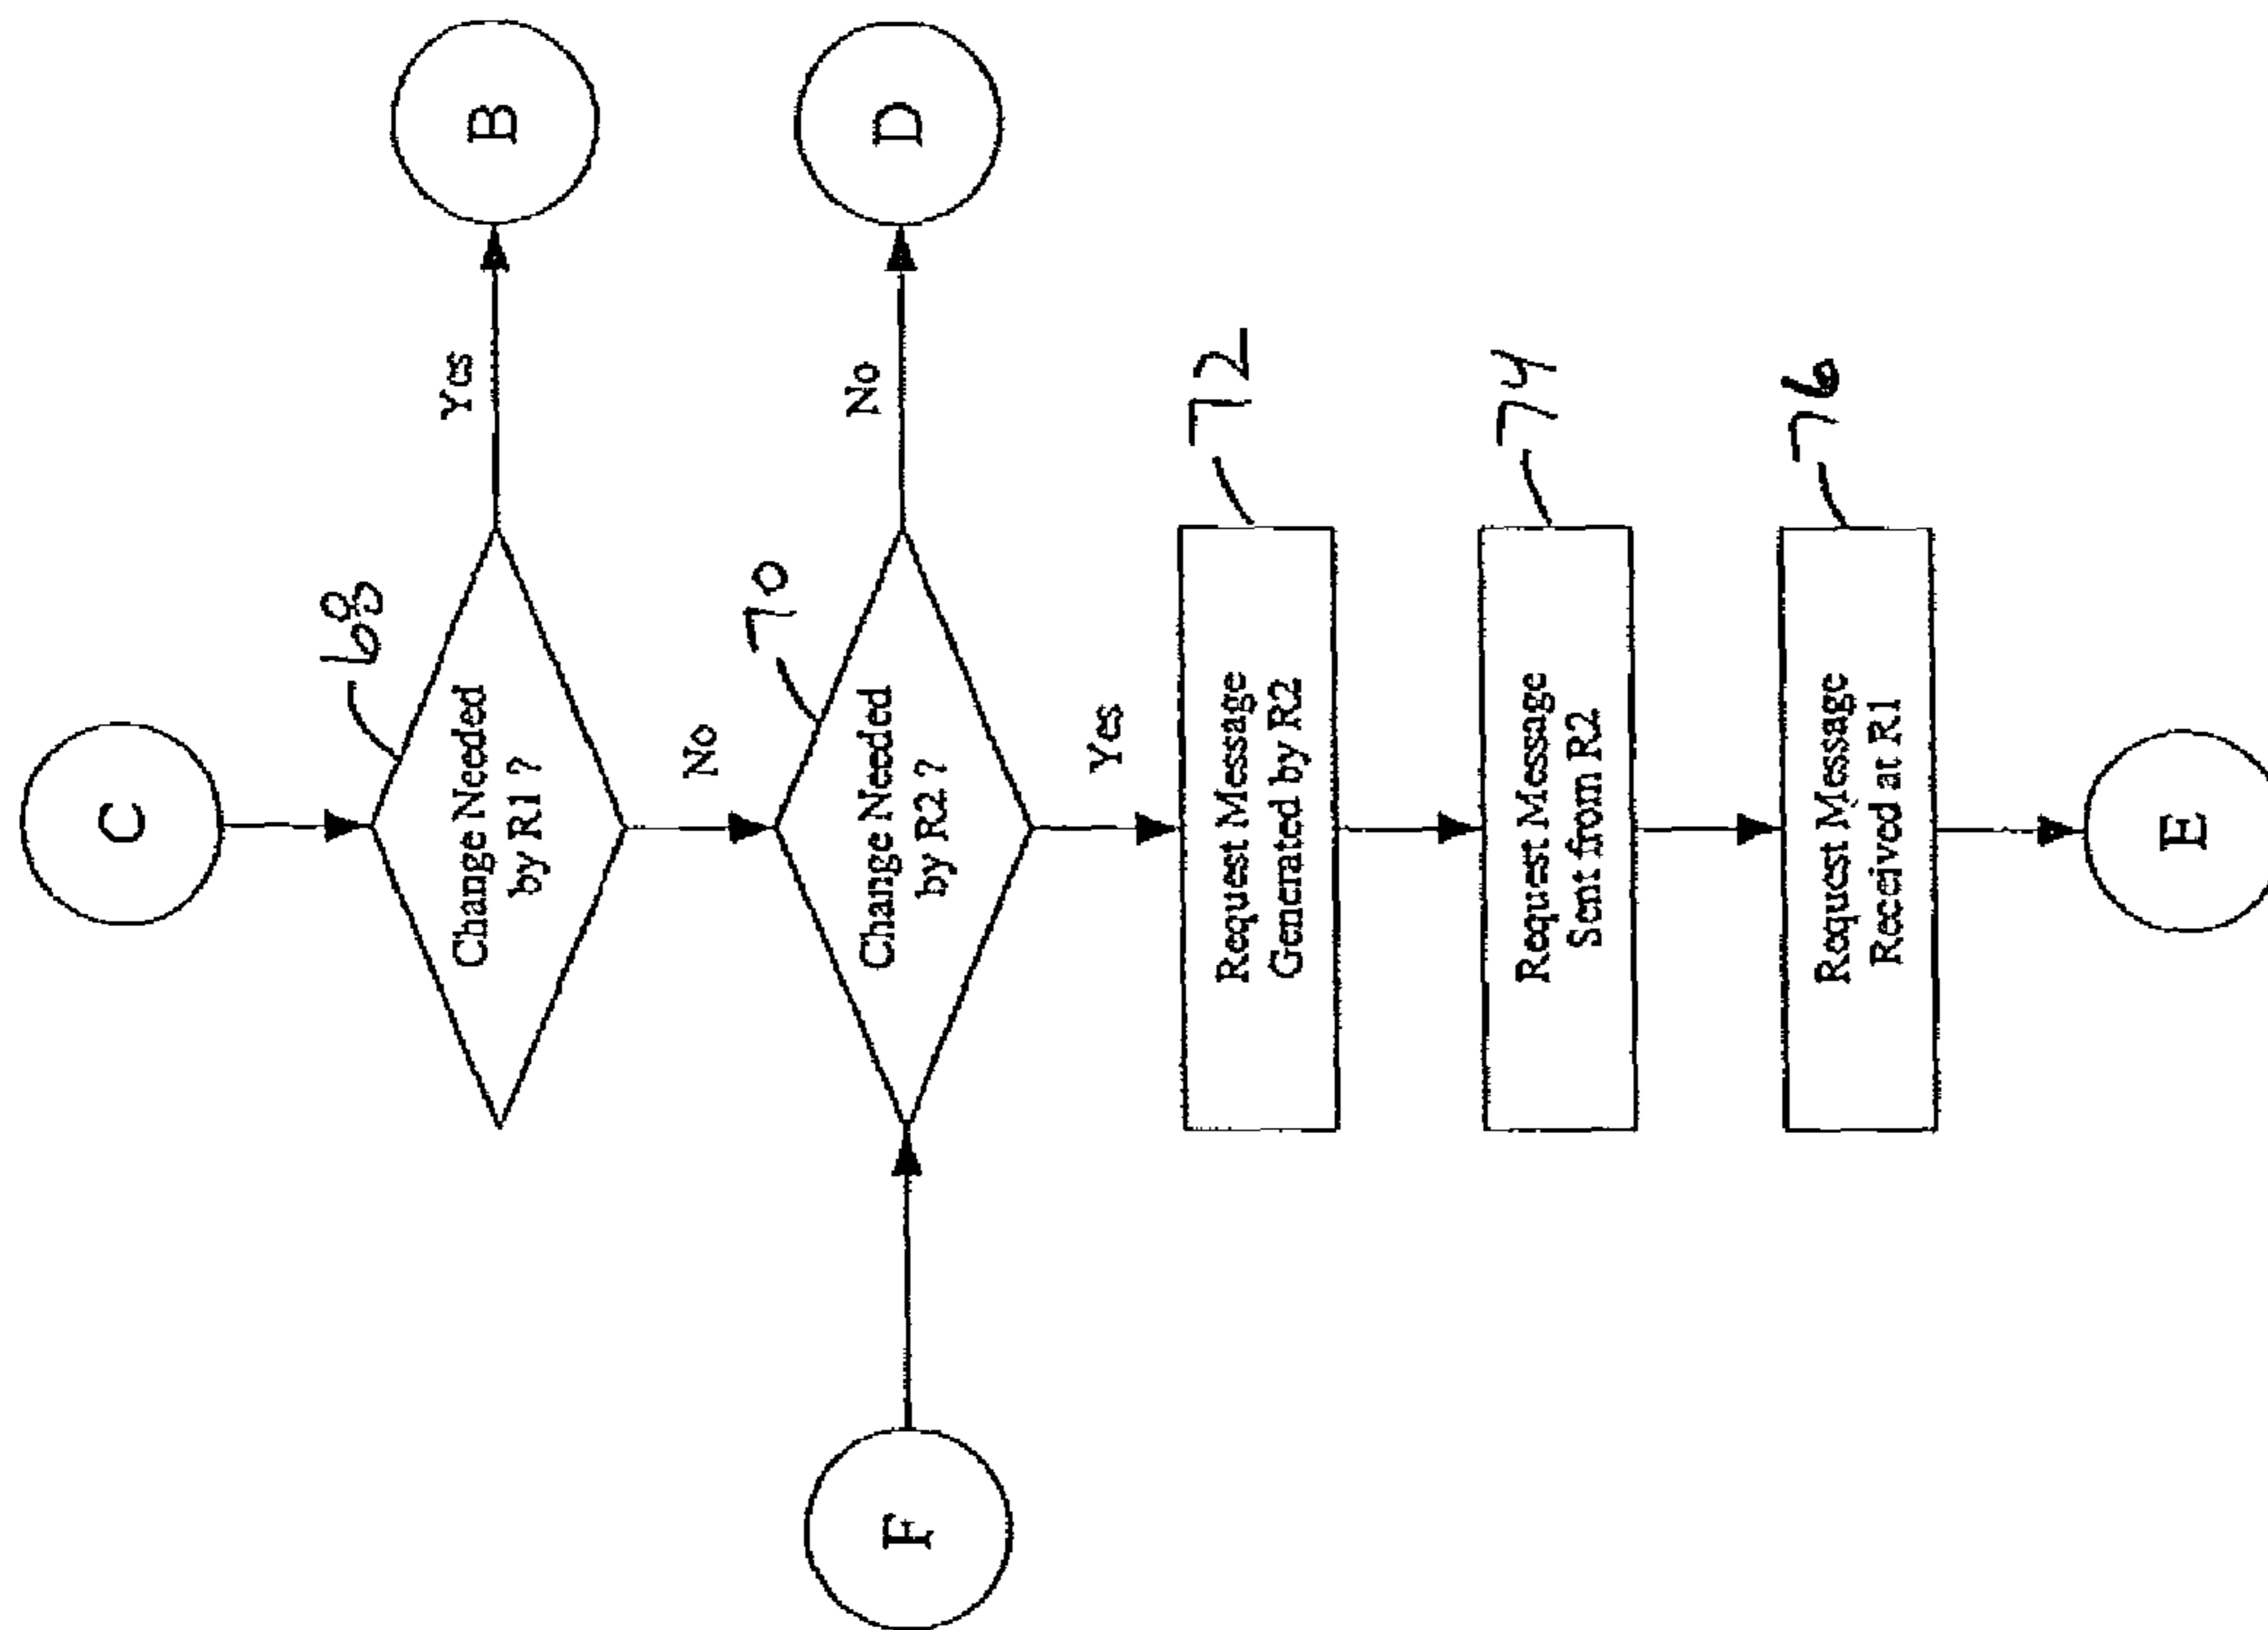 C
68
Change Needed
by R1 ?
Yes
B
No
70
Change Needed
by R2 ?
No
D
F
Yes
Request Message
Generated by R2
72
Request Message
Sent from R2
74
Request Message
Received at R1
76
E